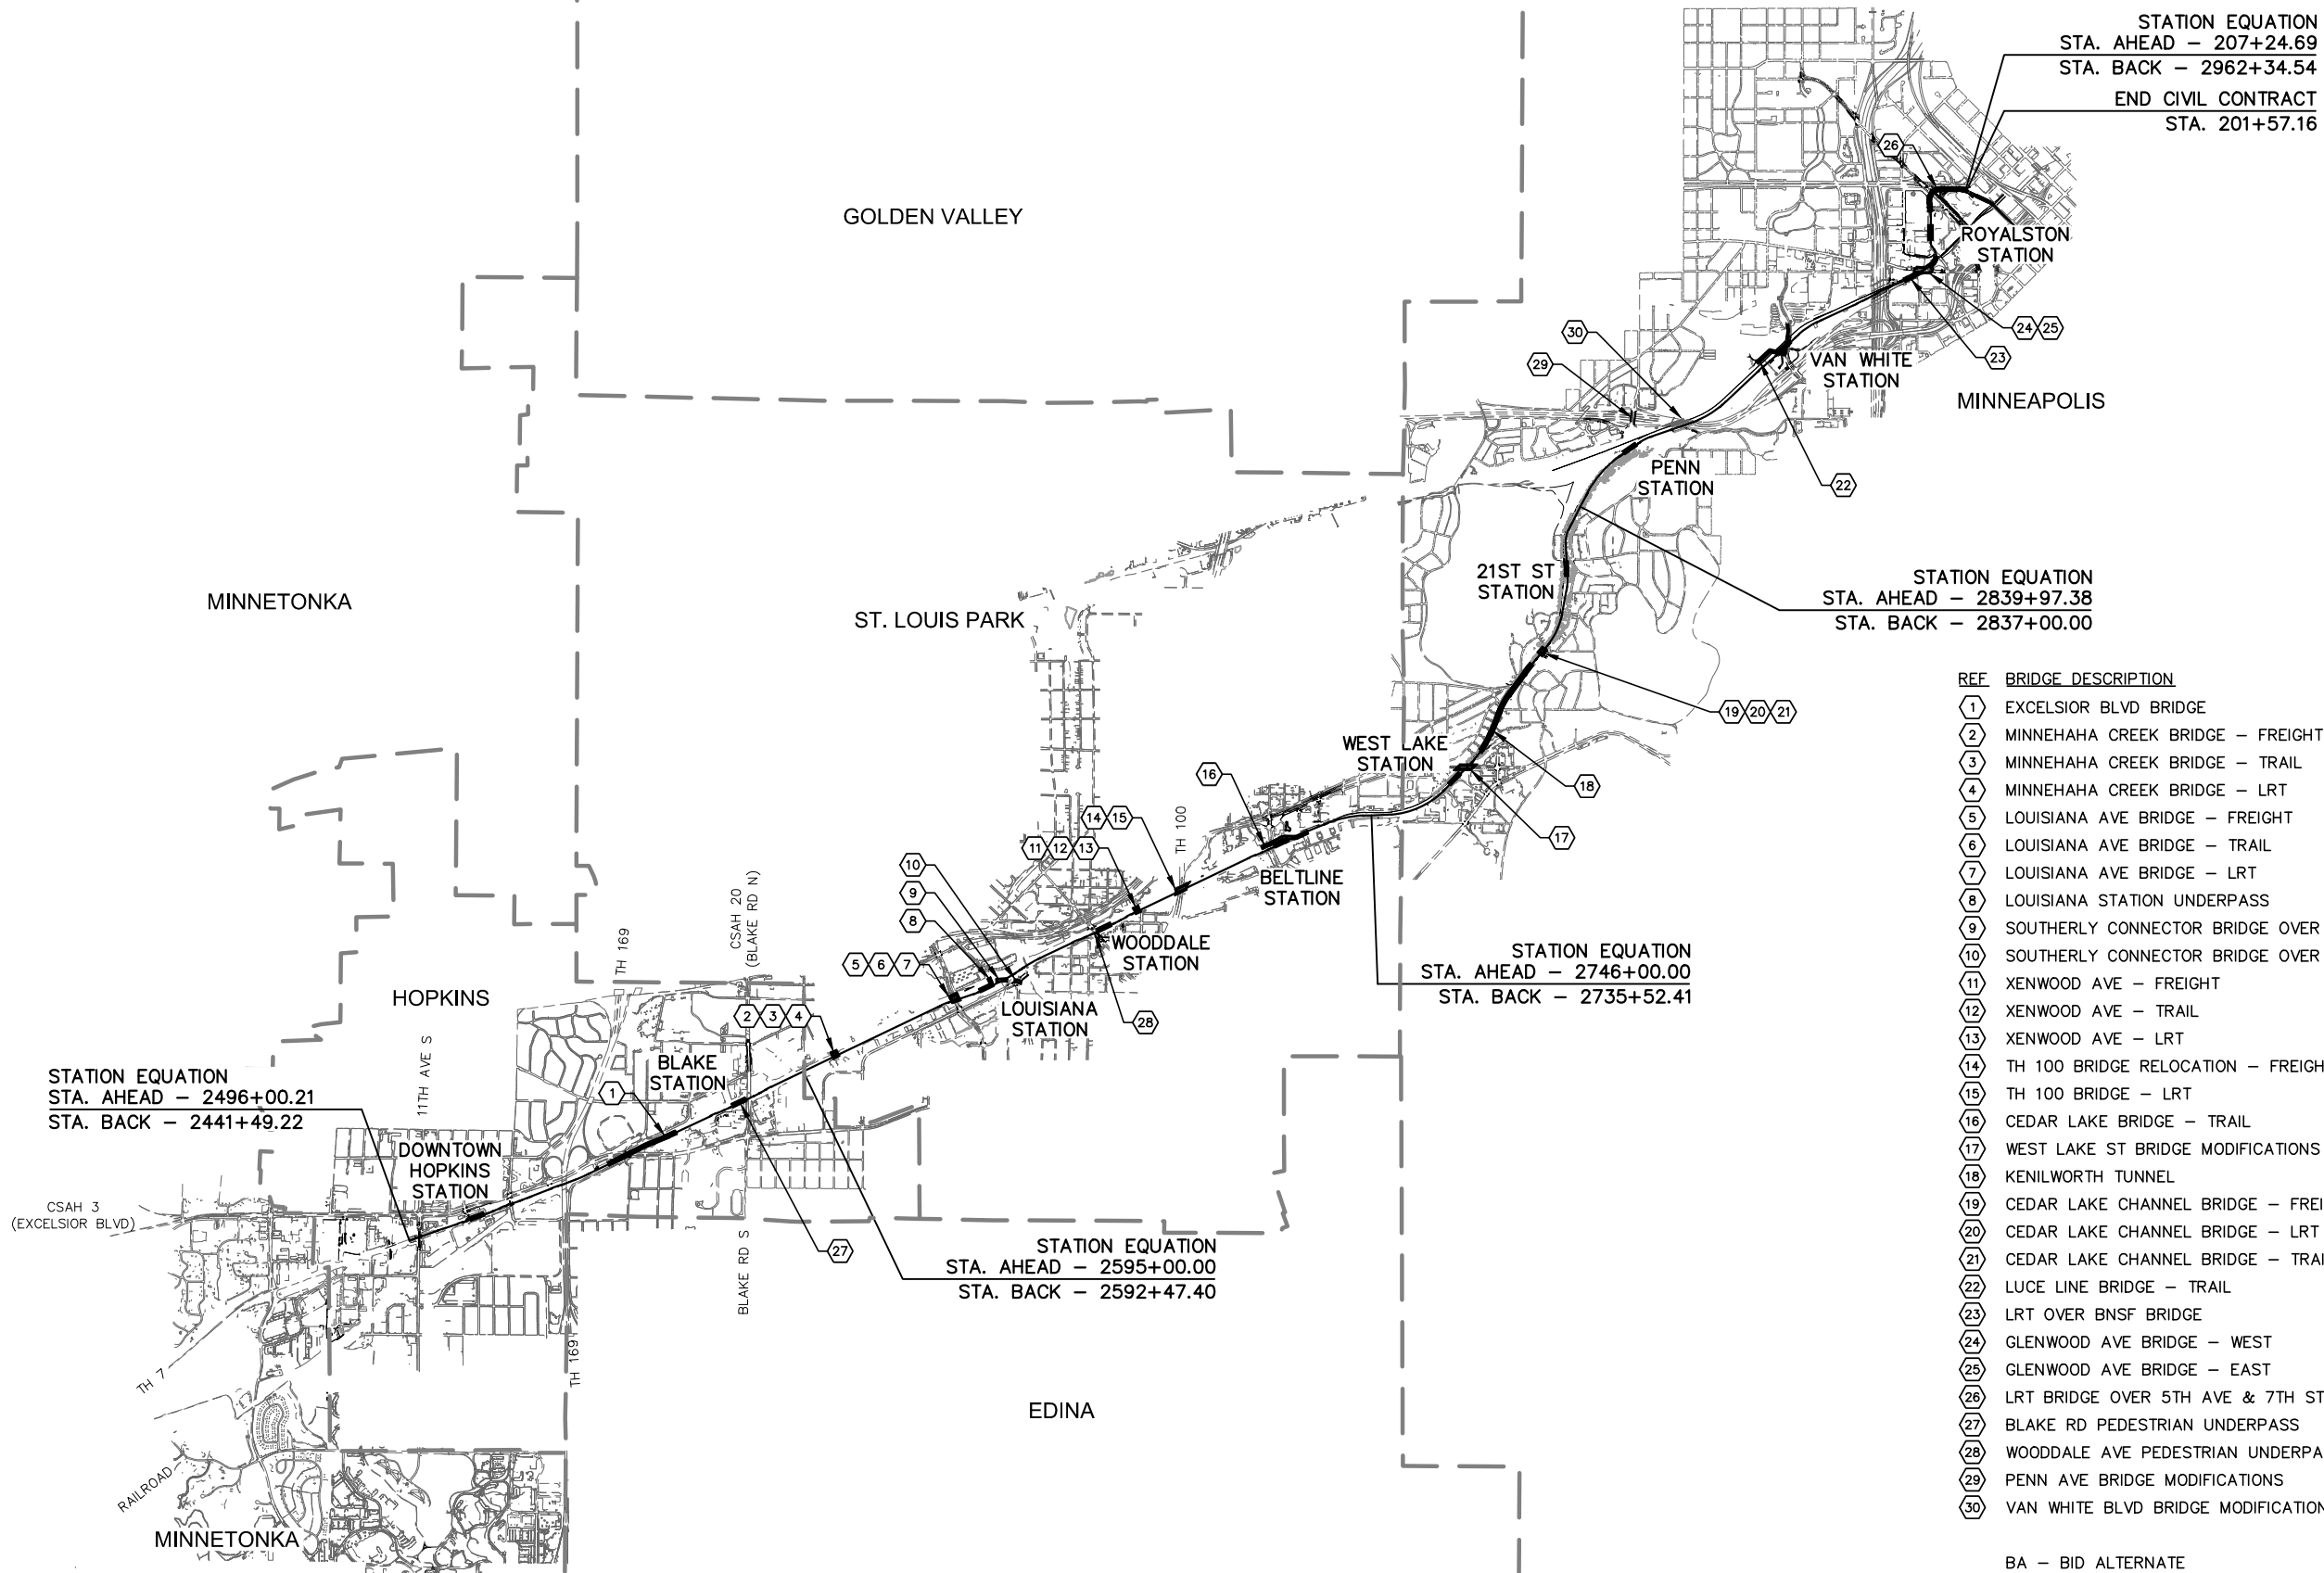 STATION EQUATION
STA. AHEAD – 207+24.69
STA. BACK – 2962+34.54
END CIVIL CONTRACT
STA. 201+57.16
26
GOLDEN VALLEY
ROYALSTON
STATION
24 25
30
23
29
VAN WHITE
STATION
MINNEAPOLIS
PENN
STATION
22
21ST ST
STATION
STATION EQUATION
STA. AHEAD – 2839+97.38
STA. BACK – 2837+00.00
MINNETONKA
ST. LOUIS PARK
19 20 21
WEST LAKE
STATION
16
18
14 15
TH 100
17
11 12 13
10
9
8
BELTLINE
STATION
CSAH 20
(BLAKE RD N)
TH 169
WOODDALE
STATION
5 6 7
STATION EQUATION
STA. AHEAD – 2746+00.00
STA. BACK – 2735+52.41
HOPKINS
LOUISIANA
STATION
2 3 4
28
11TH AVE S
BLAKE
STATION
1
STATION EQUATION
STA. AHEAD – 2496+00.21
STA. BACK – 2441+49.22
DOWNTOWN
HOPKINS
STATION
CSAH 3
(EXCELSIOR BLVD)
27
BLAKE RD S
STATION EQUATION
STA. AHEAD – 2595+00.00
STA. BACK – 2592+47.40
TH 7
TH 169
EDINA
RAILROAD
MINNETONKA
REF BRIDGE DESCRIPTION
1 EXCELSIOR BLVD BRIDGE
2 MINNEHAHA CREEK BRIDGE – FREIGHT
3 MINNEHAHA CREEK BRIDGE – TRAIL
4 MINNEHAHA CREEK BRIDGE – LRT
5 LOUISIANA AVE BRIDGE – FREIGHT
6 LOUISIANA AVE BRIDGE – TRAIL
7 LOUISIANA AVE BRIDGE – LRT
8 LOUISIANA STATION UNDERPASS
9 SOUTHERLY CONNECTOR BRIDGE OVER
10 SOUTHERLY CONNECTOR BRIDGE OVER
11 XENWOOD AVE – FREIGHT
12 XENWOOD AVE – TRAIL
13 XENWOOD AVE – LRT
14 TH 100 BRIDGE RELOCATION – FREIGH
15 TH 100 BRIDGE – LRT
16 CEDAR LAKE BRIDGE – TRAIL
17 WEST LAKE ST BRIDGE MODIFICATIONS
18 KENILWORTH TUNNEL
19 CEDAR LAKE CHANNEL BRIDGE – FREI
20 CEDAR LAKE CHANNEL BRIDGE – LRT
21 CEDAR LAKE CHANNEL BRIDGE – TRAI
22 LUCE LINE BRIDGE – TRAIL
23 LRT OVER BNSF BRIDGE
24 GLENWOOD AVE BRIDGE – WEST
25 GLENWOOD AVE BRIDGE – EAST
26 LRT BRIDGE OVER 5TH AVE & 7TH ST
27 BLAKE RD PEDESTRIAN UNDERPASS
28 WOODDALE AVE PEDESTRIAN UNDERPA
29 PENN AVE BRIDGE MODIFICATIONS
30 VAN WHITE BLVD BRIDGE MODIFICATION
BA – BID ALTERNATE